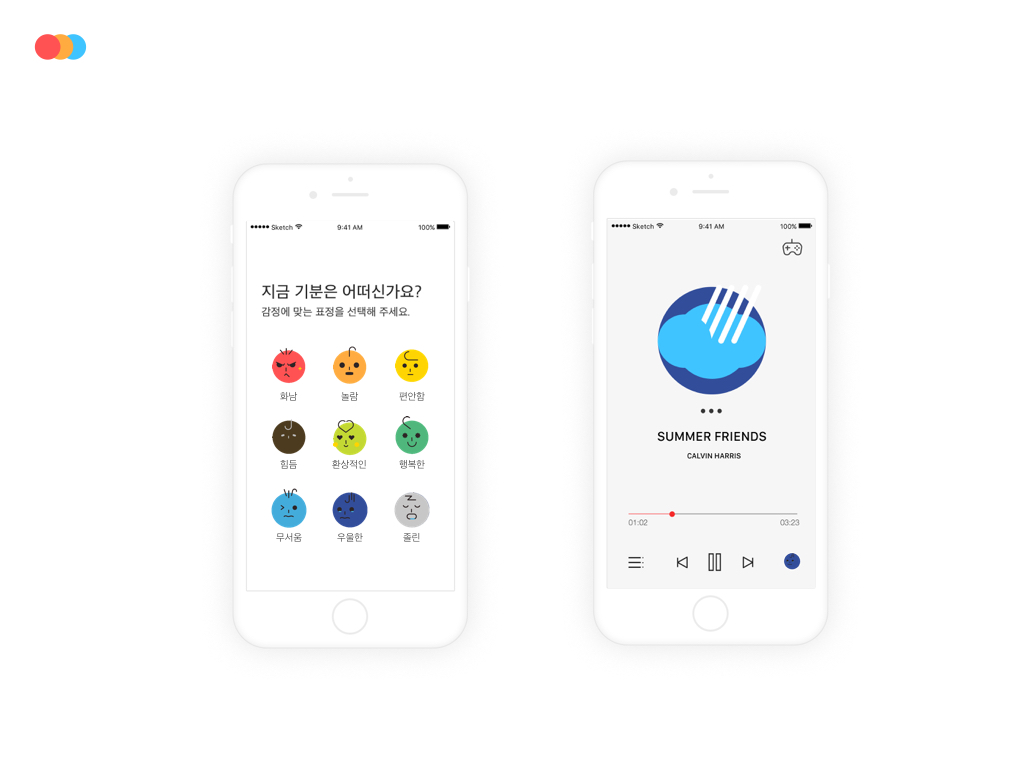 Sketch 9:41 AM 100%
지금 기분은 어떠신가요?
감정에 맞는 표정을 선택해 주세요.
화남 놀람 편안함
힘듬 환상적인 행복한
무서움 우울한 졸린
Sketch 9:41 AM 100%
SUMMER FRIENDS
CALVIN HARRIS
01:02 03:23